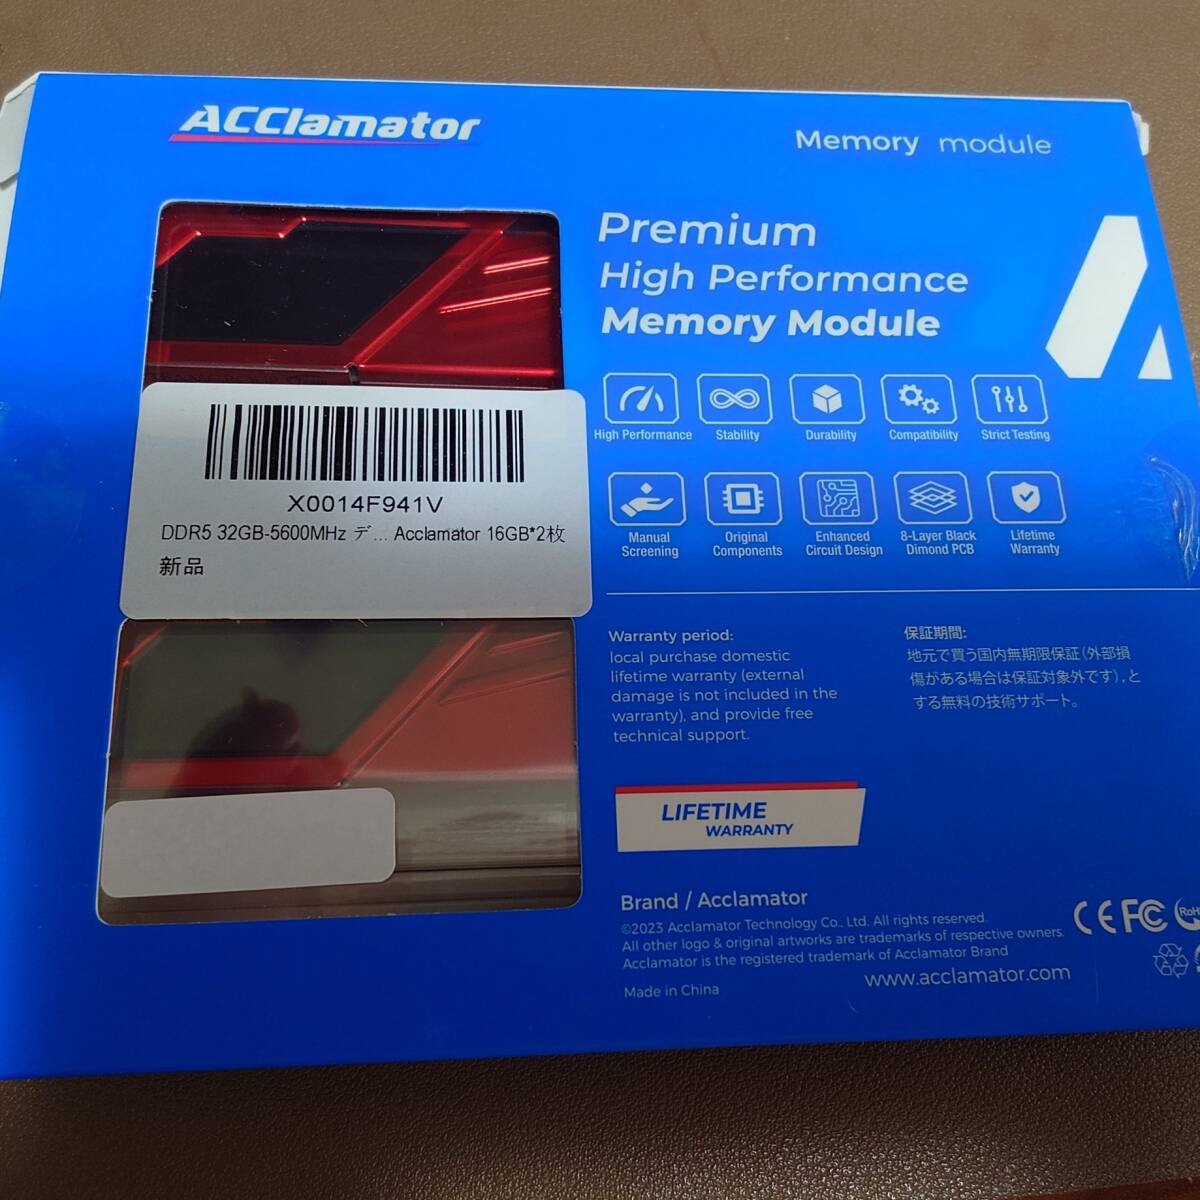 ACClamator
Memory module
Premium
High Performance
Memory Module
High Performance
Stability
Durability
Compatibility
Strict Testing
Manual
Screening
Original
Components
Enhanced
Circuit Design
8-Layer Black
Dimond PCB
Lifetime
Warranty
X0014F941V
DDR5 32GB-5600MHz デ... Acclamator 16GB*2枚
新品
Warranty period:
local purchase domestic
lifetime warranty (external
damage is not included in the
warranty), and provide free
technical support.
保証期間:
地元で買う国内無期限保証(外部損
傷がある場合は保証対象外です),と
する無料の技術サポート。
LIFETIME
WARRANTY
Brand / Acclamator
©2023 Acclamator Technology Co., Ltd. All rights reserved.
All other logo & original artworks are trademarks of respective owners.
Acclamator is the registered trademark of Acclamator Brand
www.acclamator.com
Made in China
CE FC RoH